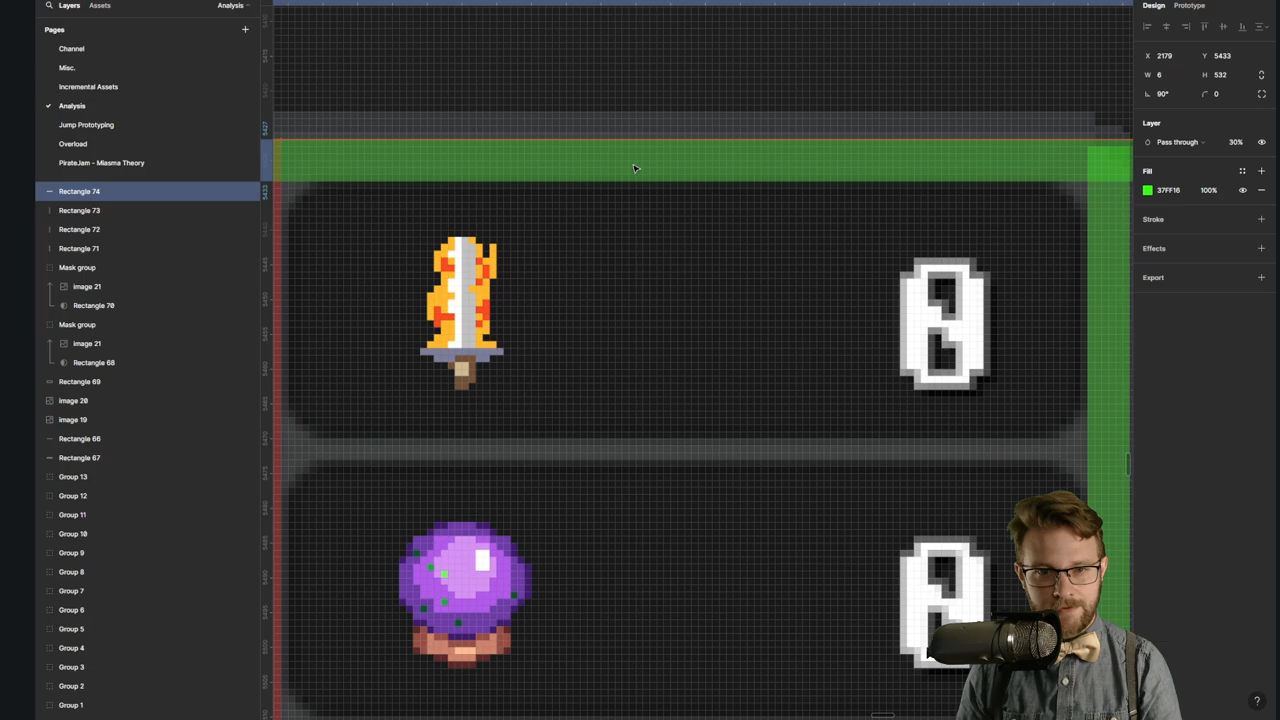 Layers
Assets
Analysis
Design
Prototype
Pages
Channel
Misc.
Incremental Assets
Analysis
Jump Prototyping
Overload
PirateJam - Miasma Theory
Rectangle 74
Rectangle 73
Rectangle 72
Rectangle 71
Mask group
image 21
Rectangle 70
Mask group
image 21
Rectangle 68
Rectangle 69
image 20
image 19
Rectangle 66
Rectangle 67
Group 13
Group 12
Group 11
Group 10
Group 9
Group 8
Group 7
Group 6
Group 5
Group 4
Group 3
Group 2
Group 1
5427
5433
X 2179 Y 5433
W 6 H 532
90° 0
Layer
Pass through 30%
Fill
37FF16 100%
Stroke
Effects
Export
?